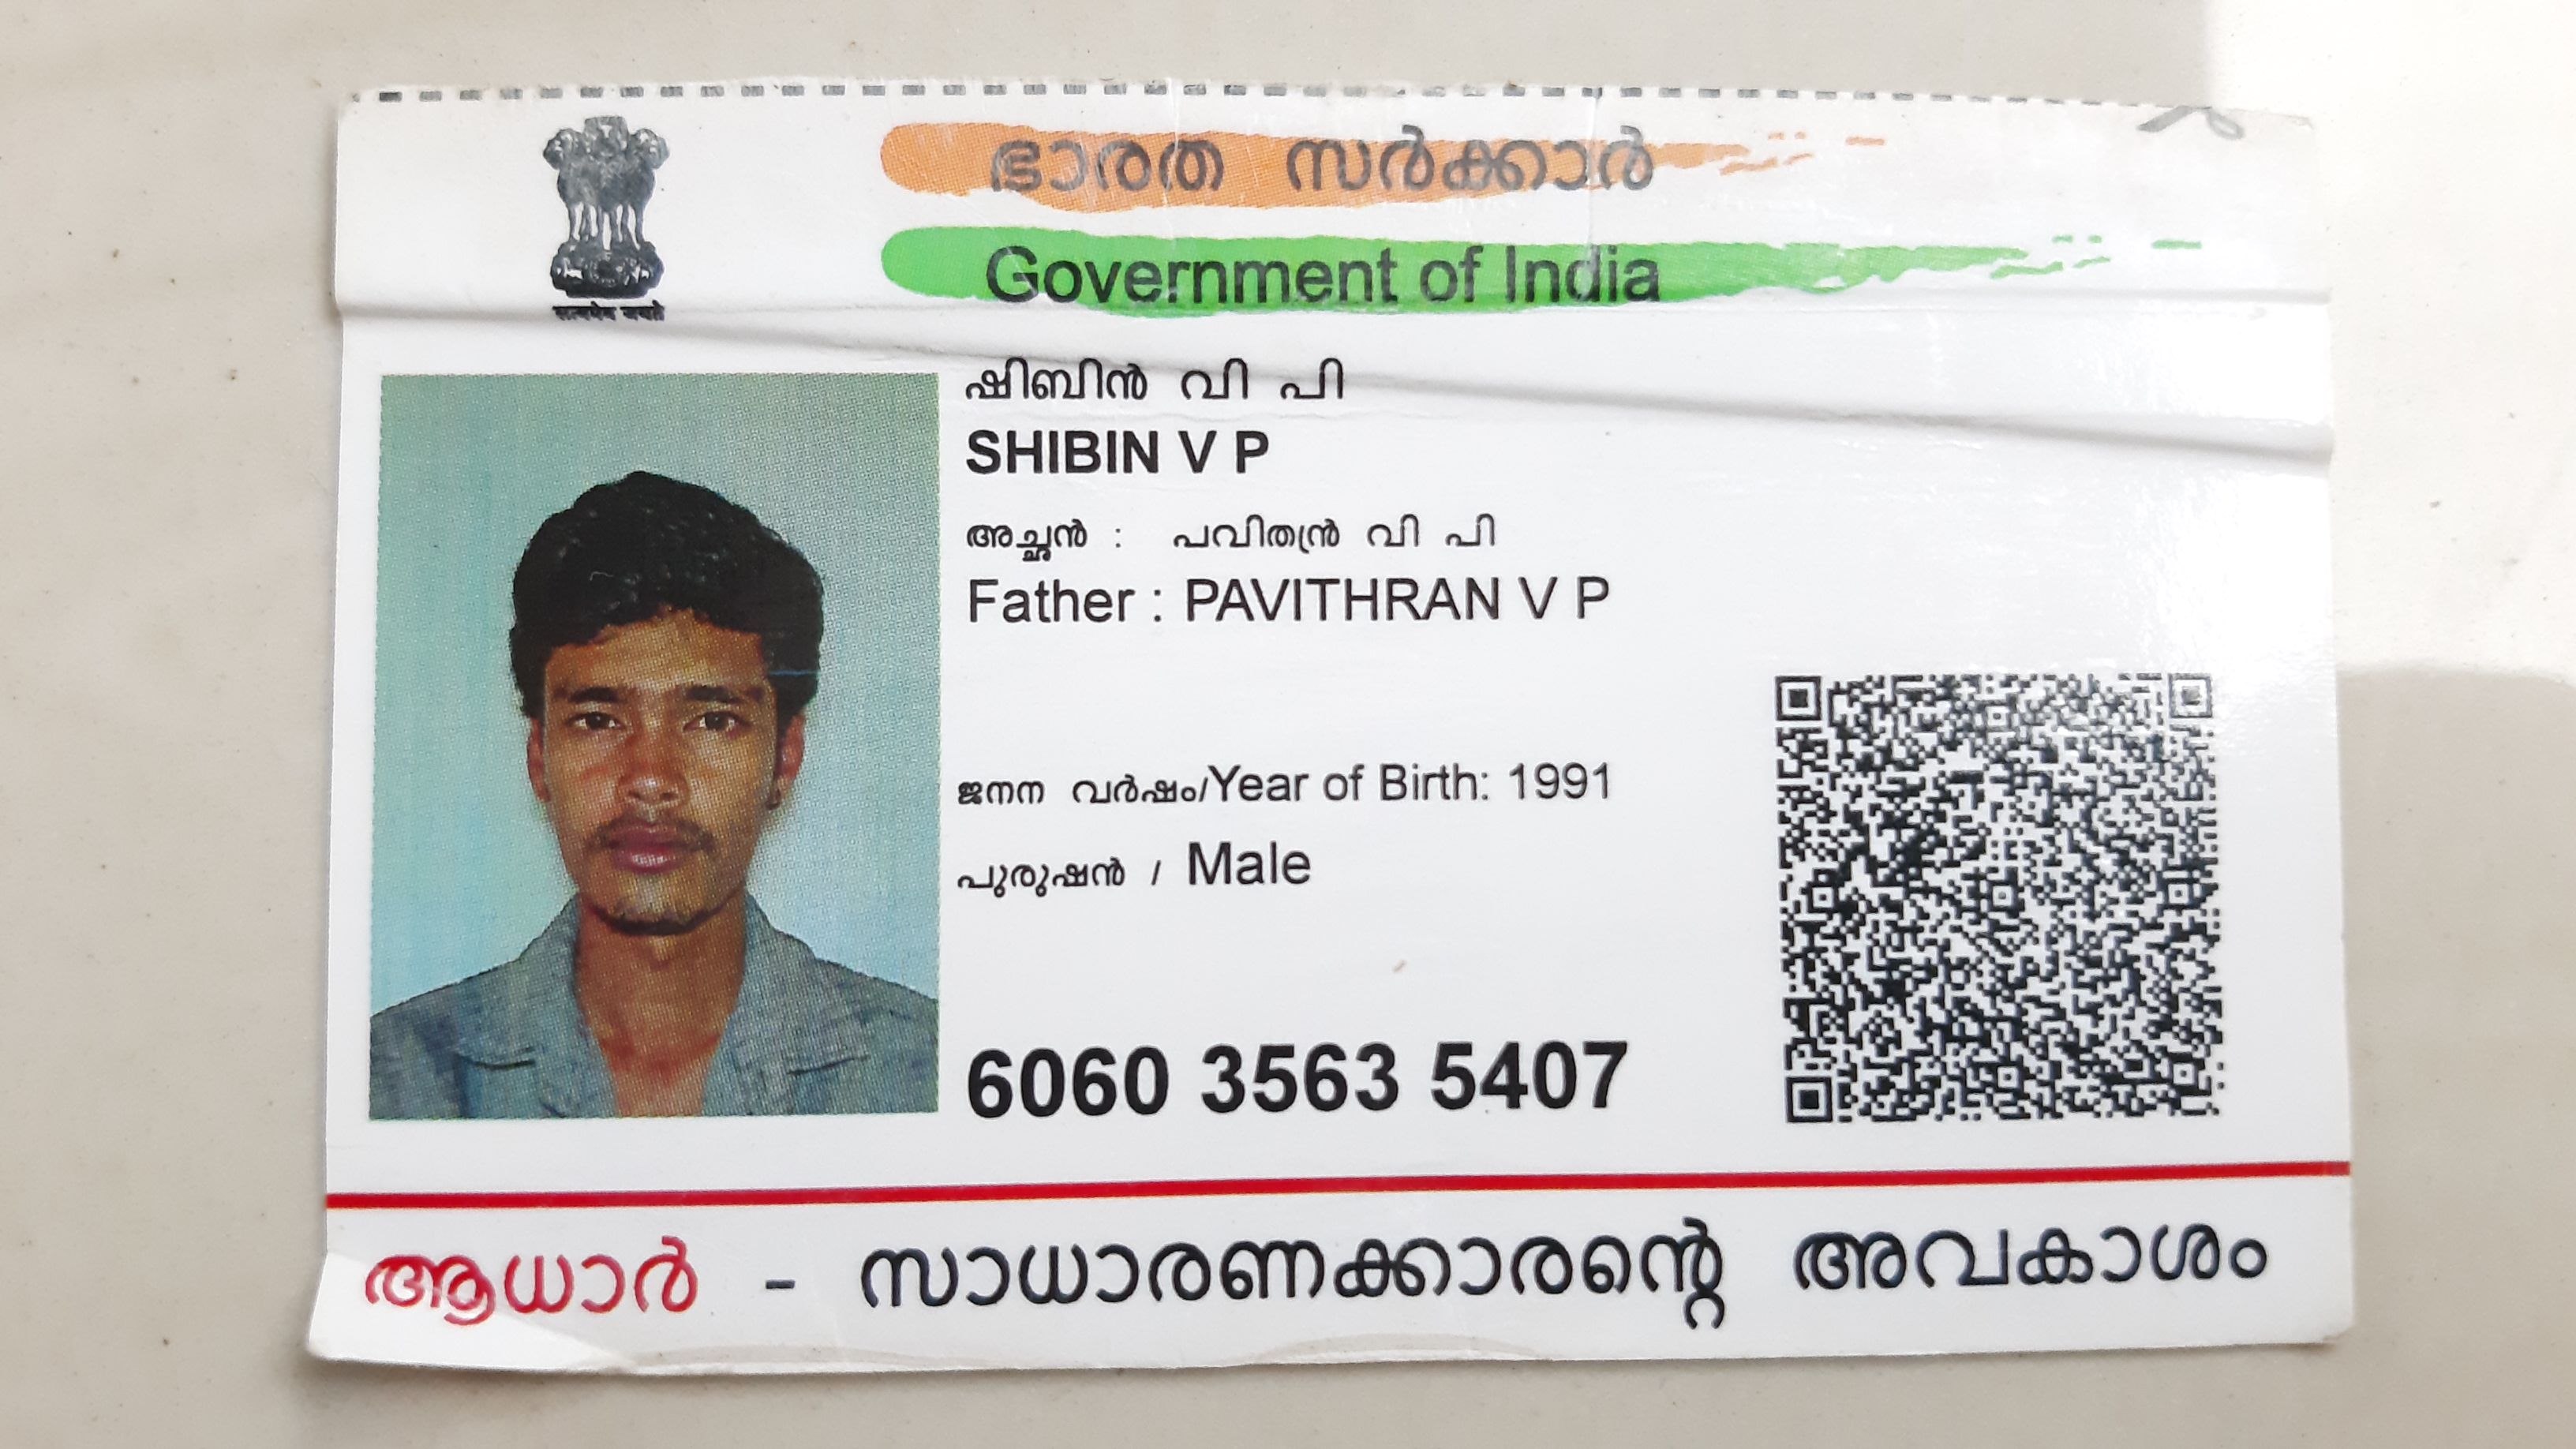 ഭാരത സർക്കാർ
Government of India
ഷിബിൻ വി പി
SHIBIN V P
അച്ഛൻ : പവിത്രൻ വി പി
Father : PAVITHRAN V P
ജനന വർഷം/Year of Birth: 1991
പുരുഷൻ / Male
6060 3563 5407
ആധാർ - സാധാരണക്കാരന്റെ അവകാശം